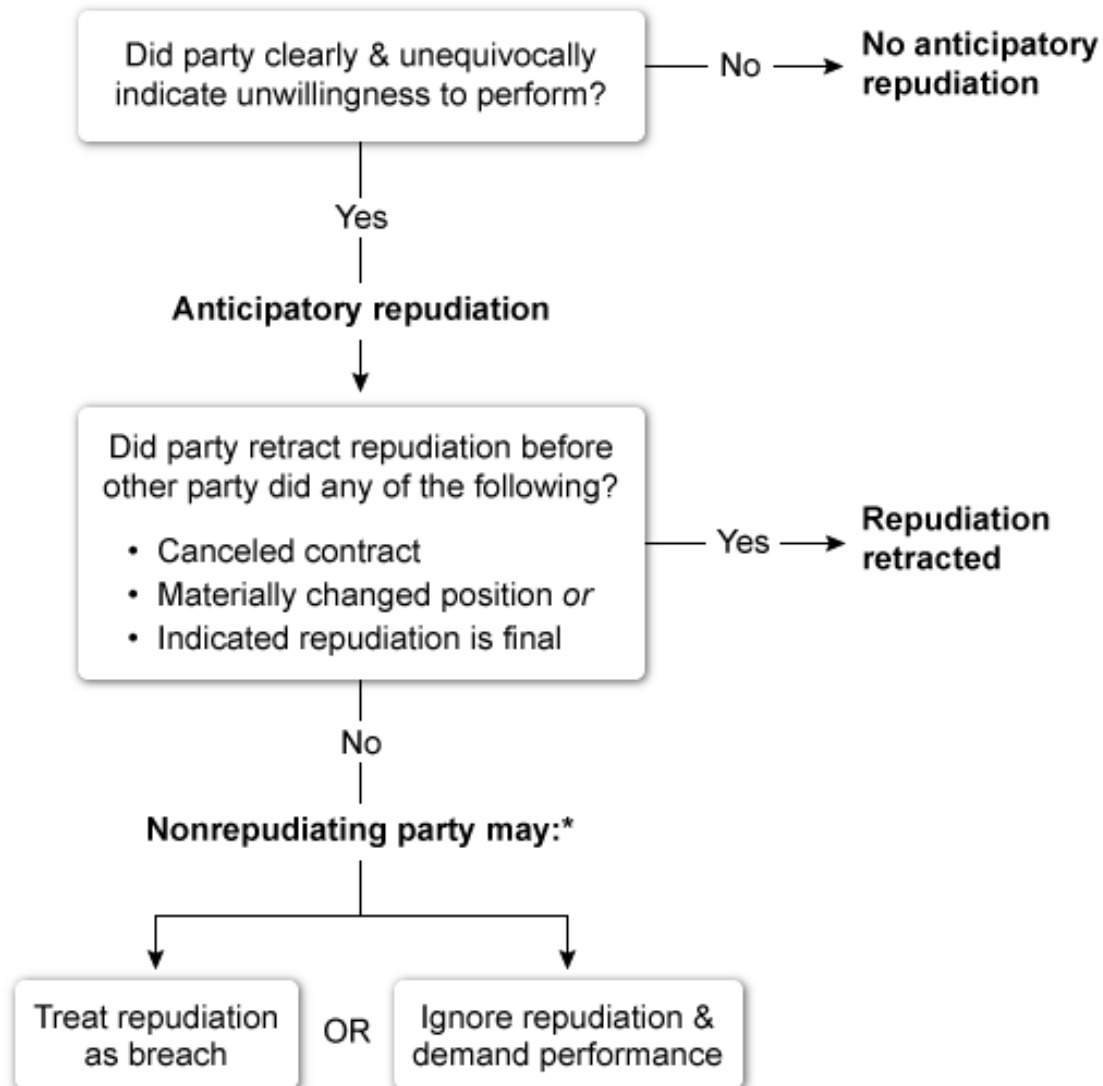 Did party clearly & unequivocally
indicate unwillingness to perform?
No
No anticipatory
repudiation
Yes
Anticipatory repudiation
Did party retract repudiation before
other party did any of the following?
• Canceled contract
• Materially changed position or
• Indicated repudiation is final
Yes
Repudiation
retracted
No
Nonrepudiating party may:*
Treat repudiation
as breach
OR
Ignore repudiation &
demand performance